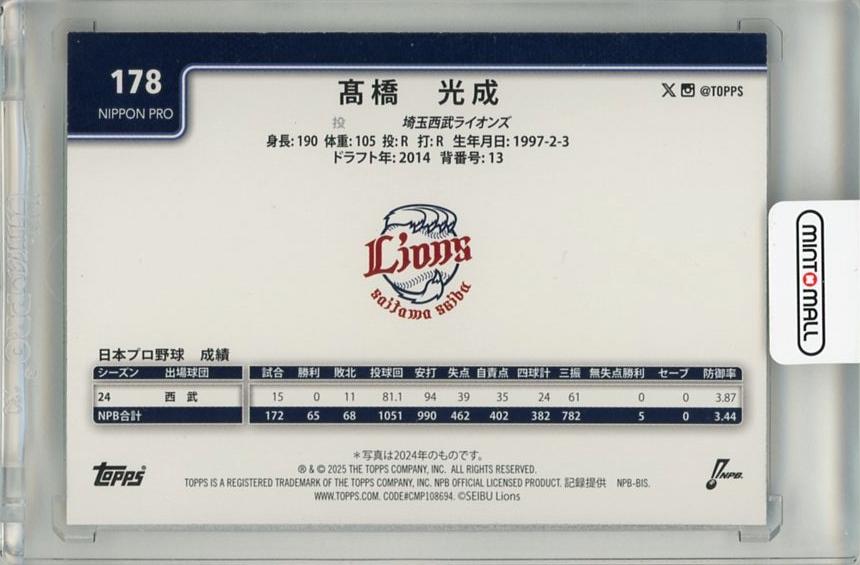 178
NIPPON PRO
髙橋　光成
X @TOPPS
投 埼玉西武ライオンズ
身長: 190 体重: 105 投: R 打: R 生年月日: 1997-2-3
ドラフト年: 2014 背番号: 13
Lions
saitama seibu
MINT MALL
日本プロ野球　成績
シーズン 出場球団 試合 勝利 敗北 投球回 安打 失点 自責点 四球計 三振 無失点勝利 セーブ 防御率
24 西 武 15 0 11 81.1 94 39 35 24 61 0 0 3.87
NPB合計 172 65 68 1051 990 462 402 382 782 5 0 3.44
＊写真は2024年のものです。
® & © 2025 THE TOPPS COMPANY, INC. ALL RIGHTS RESERVED.
TOPPS IS A REGISTERED TRADEMARK OF THE TOPPS COMPANY, INC. NPB OFFICIAL LICENSED PRODUCT. 記録提供 NPB-BIS.
WWW.TOPPS.COM. CODE#CMP108694. ©SEIBU Lions
topps
NPB.